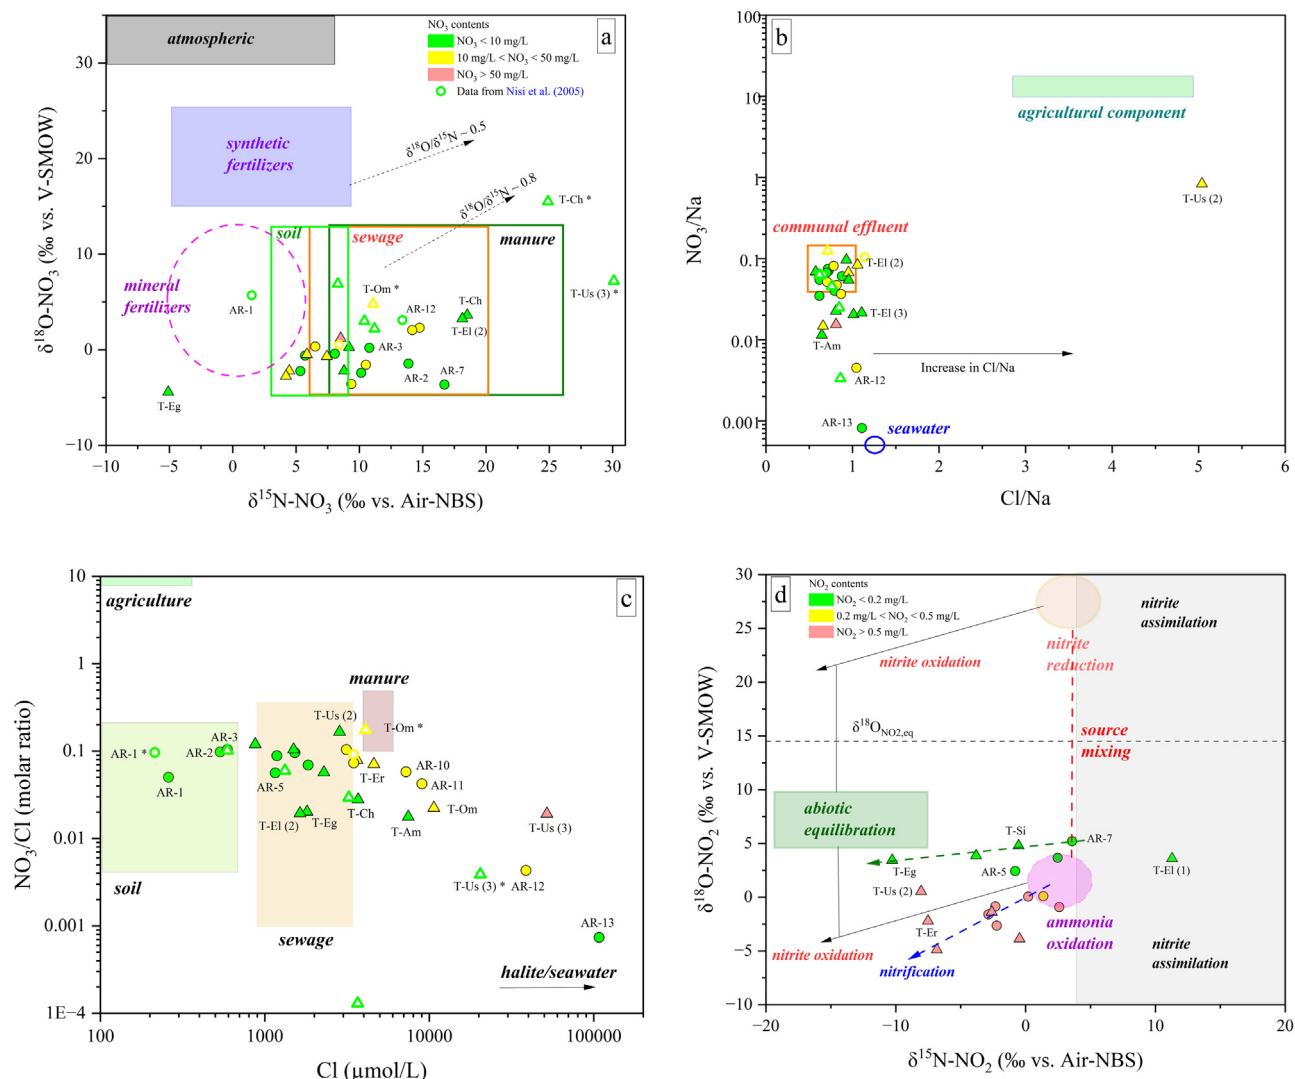 a
NO3 contents
NO3 < 10 mg/L
10 mg/L < NO3 < 50 mg/L
NO3 > 50 mg/L
Data from Nisi et al. (2005)
atmospheric
synthetic
fertilizers
δ18O/δ15N ~ 0.5
δ18O/δ15N ~ 0.8
T-Ch *
soil
sewage
manure
mineral
fertilizers
AR-1
T-Om *
AR-12
T-Ch
T-El (2)
T-Us (3) *
AR-3
AR-2
AR-7
T-Eg
30
20
10
0
−10
−10
−5
0
5
10
15
20
25
30
δ18O-NO3 (‰ vs. V-SMOW)
δ15N-NO3 (‰ vs. Air-NBS)
b
agricultural component
T-Us (2)
communal effluent
T-El (2)
T-El (3)
T-Am
Increase in Cl/Na
AR-12
AR-13
seawater
100
10
1
0.1
0.01
0.001
0
1
2
3
4
5
6
NO3/Na
Cl/Na
c
agriculture
manure
T-Us (2)
T-Om *
AR-3
AR-1 *
AR-2
AR-1
AR-5
T-Er
AR-10
AR-11
T-El (2)
T-Eg
T-Ch
T-Am
T-Om
T-Us (3)
T-Us (3) *
AR-12
soil
sewage
AR-13
halite/seawater
10
1
0.1
0.01
0.001
1E−4
100
1000
10000
100000
NO3/Cl (molar ratio)
Cl (µmol/L)
d
NO2 contents
NO2 < 0.2 mg/L
0.2 mg/L < NO2 < 0.5 mg/L
NO2 > 0.5 mg/L
nitrite
assimilation
nitrite
reduction
nitrite oxidation
δ18ONO2,eq
source
mixing
abiotic
equilibration
T-Si
AR-7
T-Eg
AR-5
T-El (1)
T-Us (2)
T-Er
ammonia
oxidation
nitrite oxidation
nitrification
nitrite
assimilation
30
25
20
15
10
5
0
−5
−10
−20
−10
0
10
20
δ18O-NO2 (‰ vs. V-SMOW)
δ15N-NO2 (‰ vs. Air-NBS)